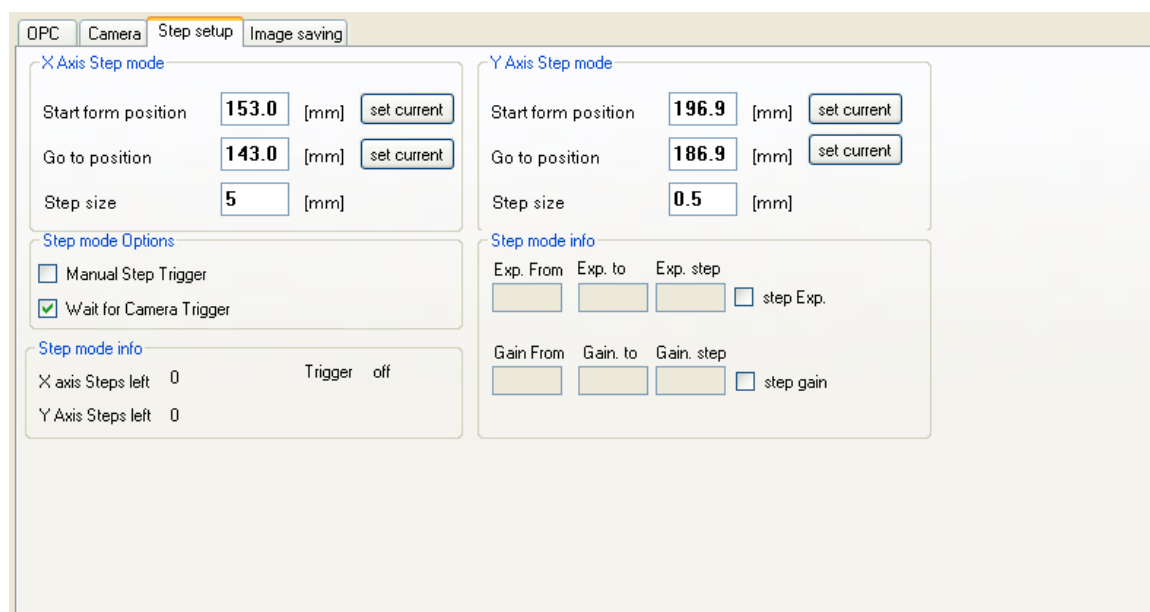 OPC Camera Step setup Image saving
X Axis Step mode
Start form position 153.0 [mm] set current
Go to position 143.0 [mm] set current
Step size 5 [mm]
Y Axis Step mode
Start form position 196.9 [mm] set current
Go to position 186.9 [mm] set current
Step size 0.5 [mm]
Step mode Options
Manual Step Trigger
Wait for Camera Trigger
Step mode info
X axis Steps left 0 Trigger off
Y Axis Steps left 0
Step mode info
Exp. From Exp. to Exp. step
step Exp.
Gain From Gain. to Gain. step
step gain